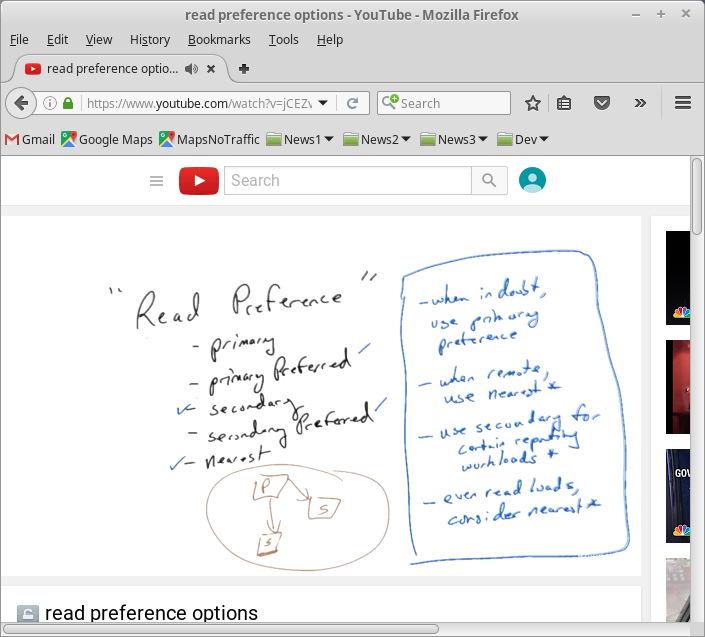 read preference options - YouTube - Mozilla Firefox
File Edit View History Bookmarks Tools Help
read preference optio...
https://www.youtube.com/watch?v=jCEZv
Search
Gmail Google Maps MapsNoTraffic News1 News2 News3 Dev
Search
" Read Preference "
- primary
- primary Preferred ✓
✓ - secondary
- secondary Preferred ✓
✓ - nearest
P
S
S
- when in doubt,
use primary
preference
- when remote,
use nearest *
- use secondary for
certain reporting
workloads *
- even read loads,
consider nearest *
GOV
read preference options